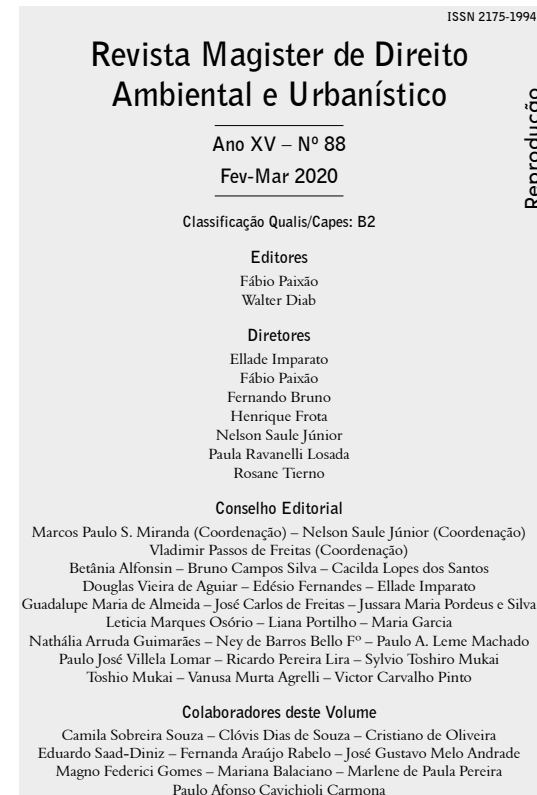 ISSN 2175-1994
Revista Magister de Direito
Ambiental e Urbanístico
Ano XV – Nº 88
Fev-Mar 2020
Classificação Qualis/Capes: B2
Editores
Fábio Paixão
Walter Diab
Diretores
Ellade Imparato
Fábio Paixão
Fernando Bruno
Henrique Frota
Nelson Saule Júnior
Paula Ravanelli Losada
Rosane Tierno
Conselho Editorial
Marcos Paulo S. Miranda (Coordenação) – Nelson Saule Júnior (Coordenação)
Vladimir Passos de Freitas (Coordenação)
Betânia Alfonsin – Bruno Campos Silva – Cacilda Lopes dos Santos
Douglas Vieira de Aguiar – Edésio Fernandes – Ellade Imparato
Guadalupe Maria de Almeida – José Carlos de Freitas – Jussara Maria Pordeus e Silva
Leticia Marques Osório – Liana Portilho – Maria Garcia
Nathália Arruda Guimarães – Ney de Barros Bello Fº – Paulo A. Leme Machado
Paulo José Villela Lomar – Ricardo Pereira Lira – Sylvio Toshiro Mukai
Toshio Mukai – Vanusa Murta Agrelli – Victor Carvalho Pinto
Colaboradores deste Volume
Camila Sobreira Souza – Clóvis Dias de Souza – Cristiano de Oliveira
Eduardo Saad-Diniz – Fernanda Araújo Rabelo – José Gustavo Melo Andrade
Magno Federici Gomes – Mariana Balaciano – Marlene de Paula Pereira
Paulo Afonso Cavichioli Carmona
Reprodução